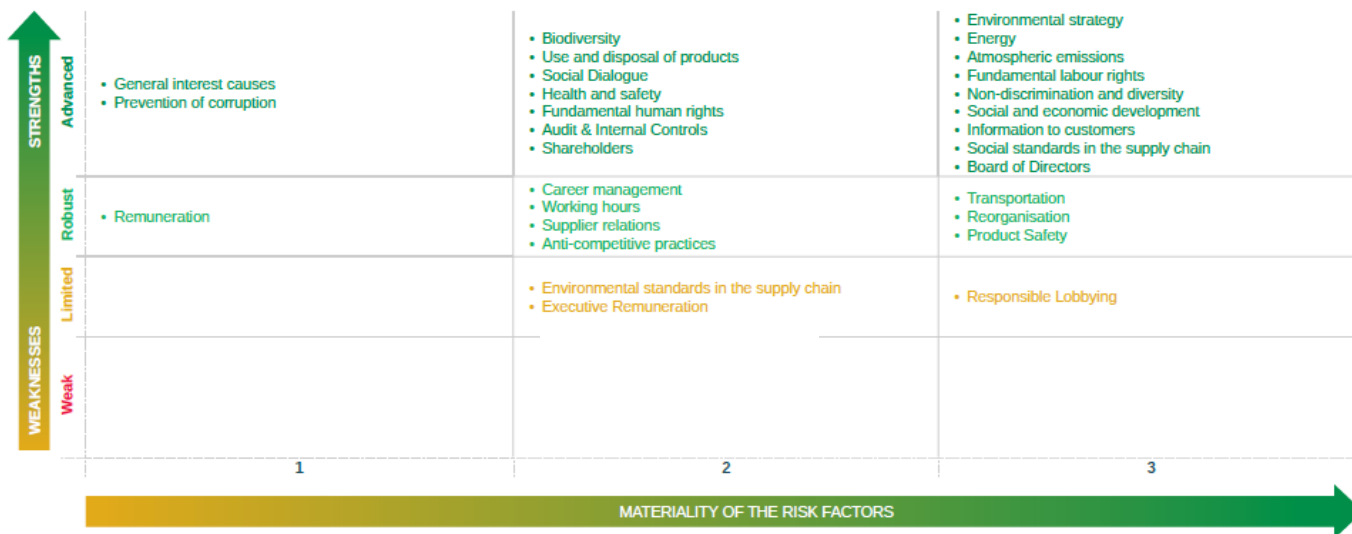 STRENGTHS
WEAKNESSES
Advanced
• General interest causes
• Prevention of corruption
• Biodiversity
• Use and disposal of products
• Social Dialogue
• Health and safety
• Fundamental human rights
• Audit & Internal Controls
• Shareholders
• Environmental strategy
• Energy
• Atmospheric emissions
• Fundamental labour rights
• Non-discrimination and diversity
• Social and economic development
• Information to customers
• Social standards in the supply chain
• Board of Directors
Robust
• Remuneration
• Career management
• Working hours
• Supplier relations
• Anti-competitive practices
• Transportation
• Reorganisation
• Product Safety
Limited
• Environmental standards in the supply chain
• Executive Remuneration
• Responsible Lobbying
Weak
1
2
3
MATERIALITY OF THE RISK FACTORS